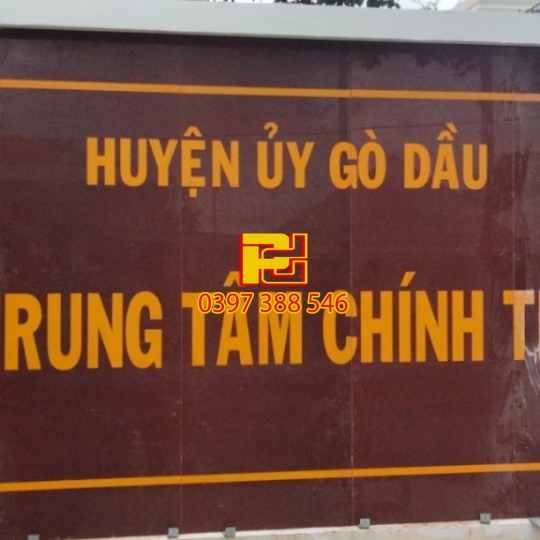 HUYỆN ỦY GÒ DẦU
0397 388 546
RUNG TÂM CHÍNH T